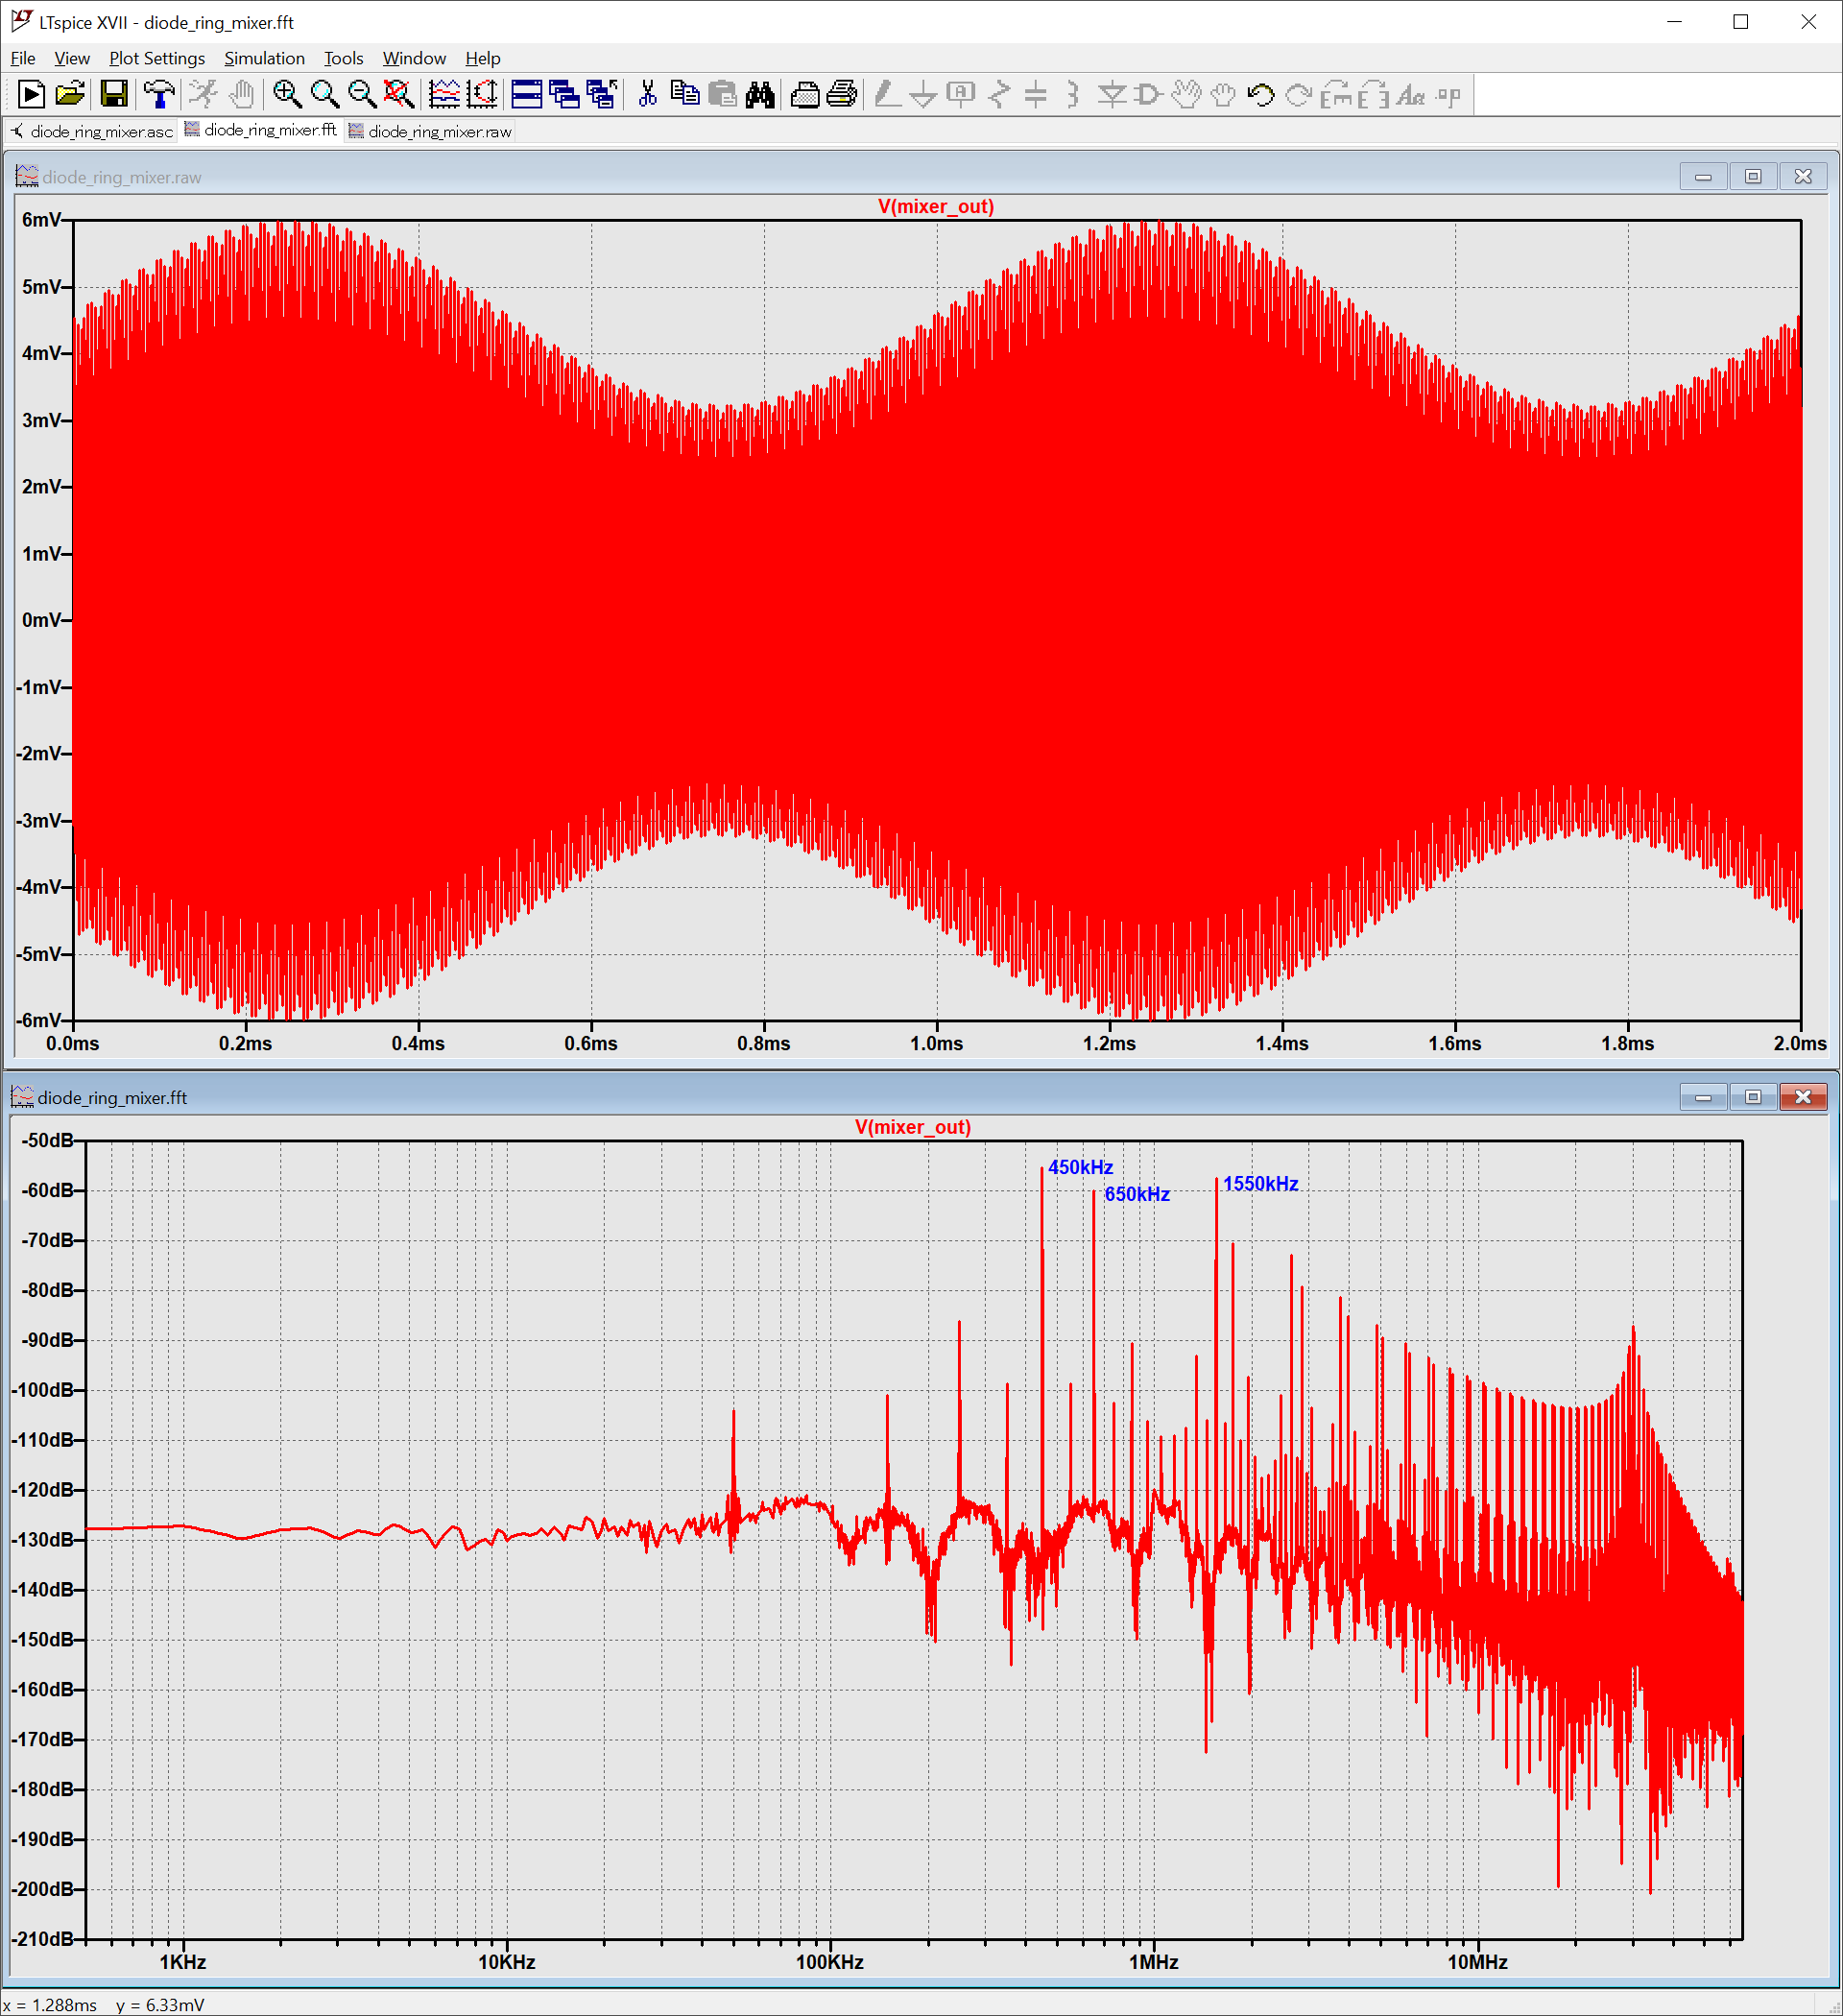 LTspice XVII - diode_ring_mixer.fft
File View Plot Settings Simulation Tools Window Help
diode_ring_mixer.asc diode_ring_mixer.fft diode_ring_mixer.raw
diode_ring_mixer.raw
V(mixer_out)
6mV
5mV
4mV
3mV
2mV
1mV
0mV
-1mV
-2mV
-3mV
-4mV
-5mV
-6mV
0.0ms 0.2ms 0.4ms 0.6ms 0.8ms 1.0ms 1.2ms 1.4ms 1.6ms 1.8ms 2.0ms
diode_ring_mixer.fft
V(mixer_out)
-50dB
450kHz
1550kHz
-60dB
650kHz
-70dB
-80dB
-90dB
-100dB
-110dB
-120dB
-130dB
-140dB
-150dB
-160dB
-170dB
-180dB
-190dB
-200dB
-210dB
1KHz 10KHz 100KHz 1MHz 10MHz
x = 1.288ms y = 6.33mV